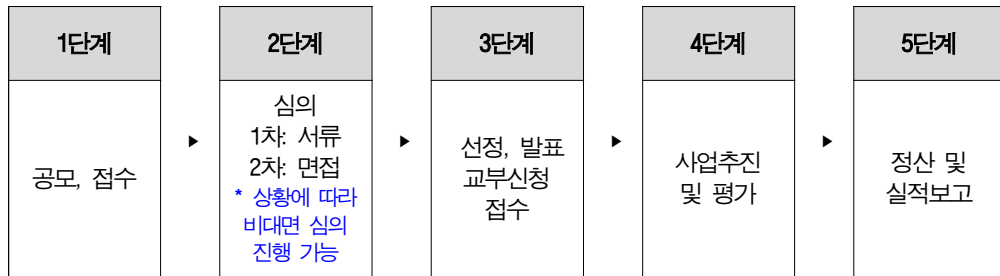 1단계
공모, 접수
▶
2단계
심의
1차: 서류
2차: 면접
* 상황에 따라
비대면 심의
진행 가능
▶
3단계
선정, 발표
교부신청
접수
▶
4단계
사업추진
및 평가
▶
5단계
정산 및
실적보고